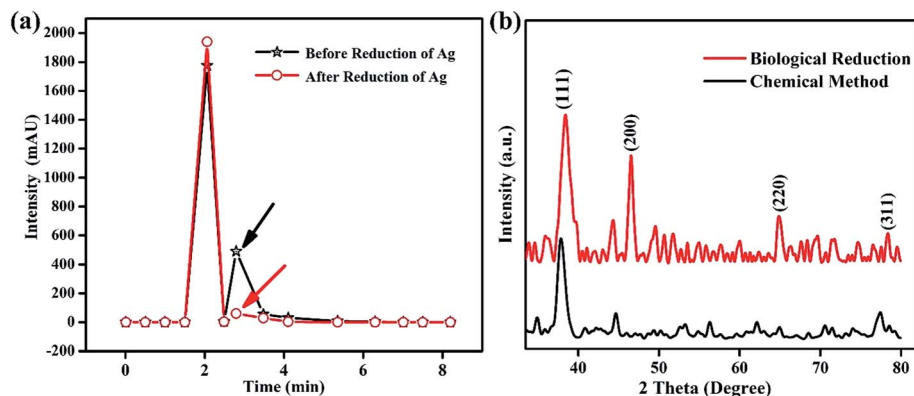 (a)
2000
1800
1600
1400
1200
1000
800
600
400
200
0
-200
Intensity (mAU)
Before Reduction of Ag
After Reduction of Ag
0 2 4 6 8
Time (min)
(b)
Biological Reduction
Chemical Method
(111)
(200)
(220)
(311)
Intensity (a.u.)
40 50 60 70 80
2 Theta (Degree)